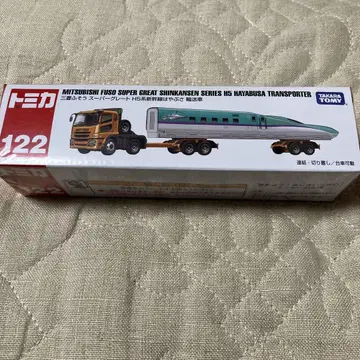 トミカ
MITSUBISHI FUSO SUPER GREAT SHINKANSEN SERIES H5 HAYABUSA TRANSPORTER
三菱ふそう スーパーグレート H5系新幹線はやぶさ 輸送車
TAKARA
TOMY
122
連結・切り離し/台車可動